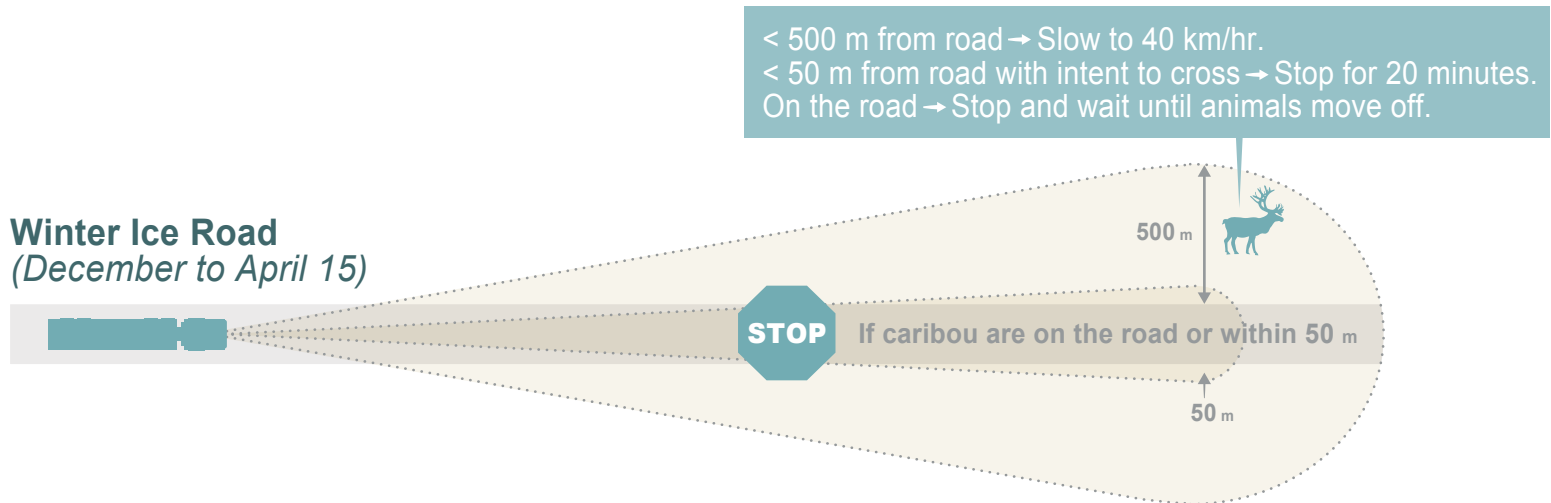 < 500 m from road → Slow to 40 km/hr.
< 50 m from road with intent to cross → Stop for 20 minutes.
On the road → Stop and wait until animals move off.
Winter Ice Road
(December to April 15)
500 m
STOP
If caribou are on the road or within 50 m
50 m